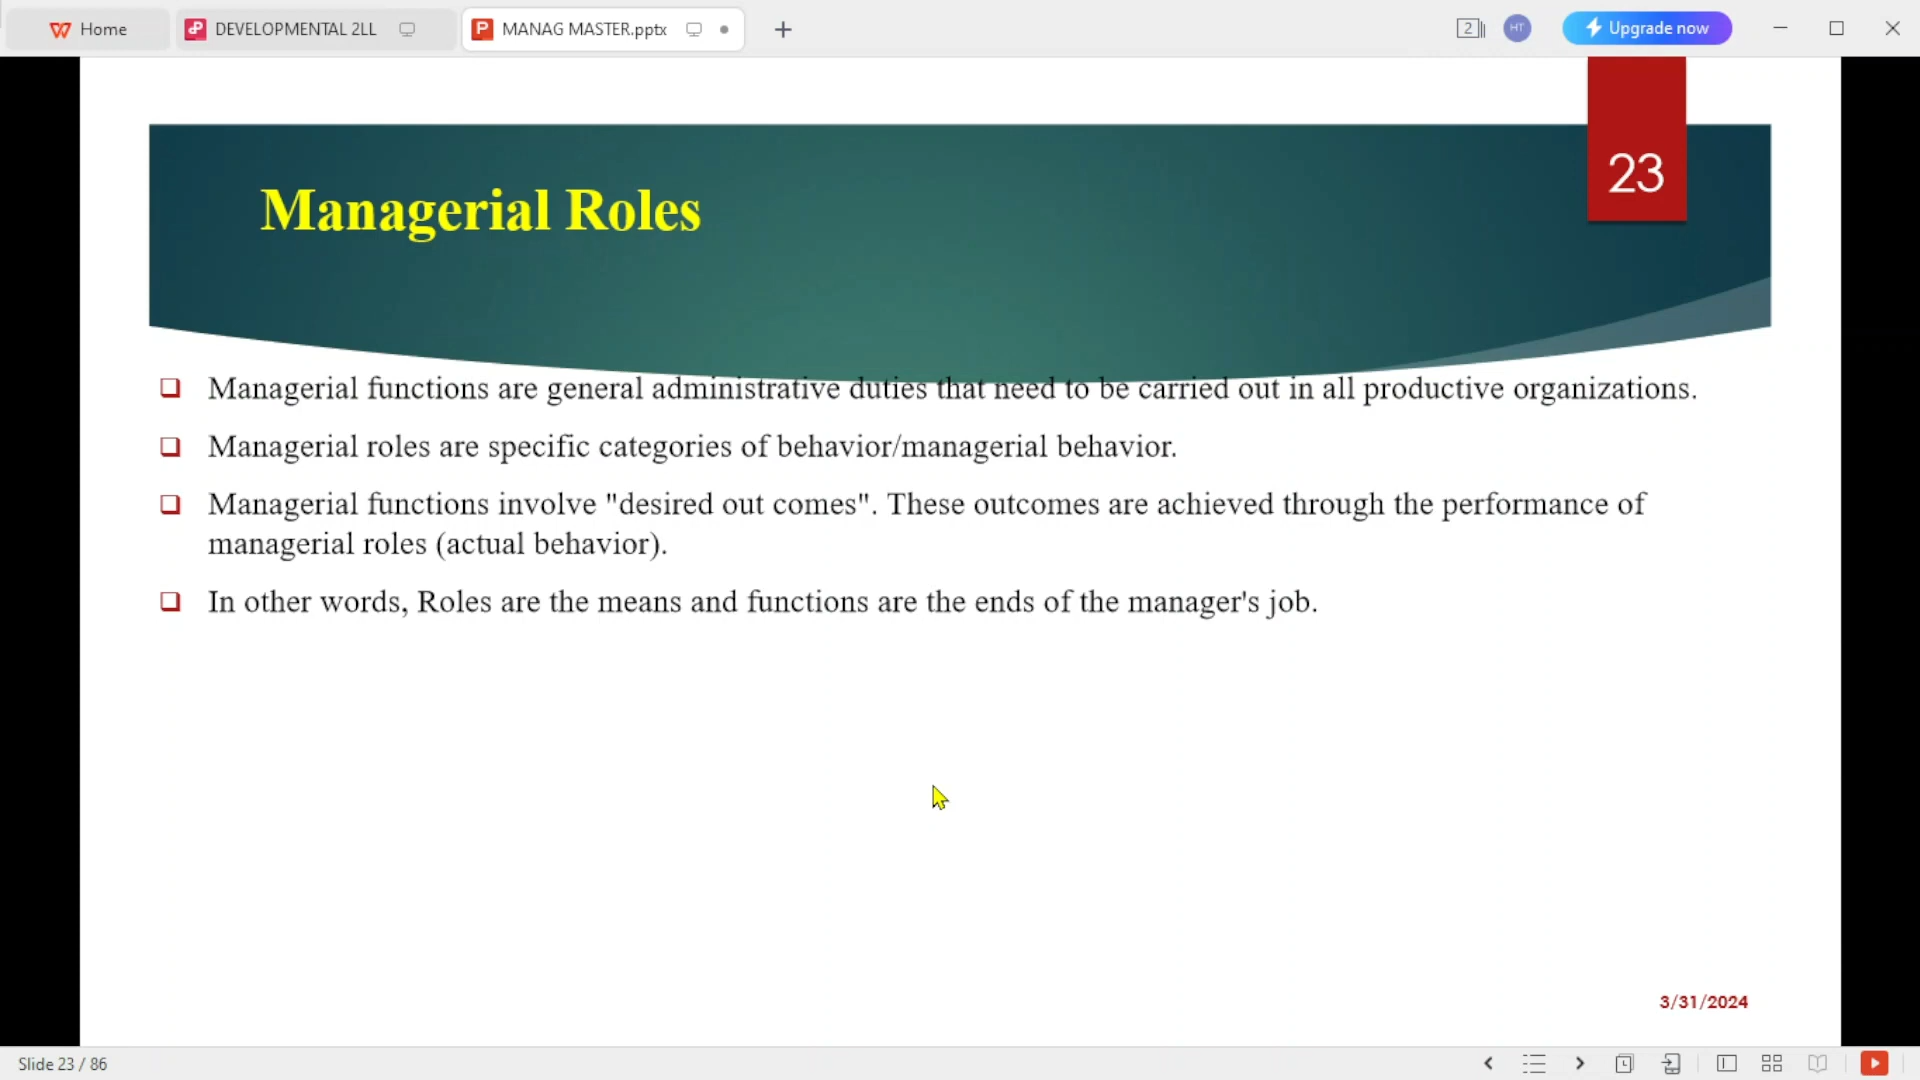 Home
DEVELOPMENTAL 2LL
MANAG MASTER.pptx
2
HT
Upgrade now
23
Managerial Roles
Managerial functions are general administrative duties that need to be carried out in all productive organizations.
Managerial roles are specific categories of behavior/managerial behavior.
Managerial functions involve "desired out comes". These outcomes are achieved through the performance of
managerial roles (actual behavior).
In other words, Roles are the means and functions are the ends of the manager's job.
3/31/2024
Slide 23 / 86